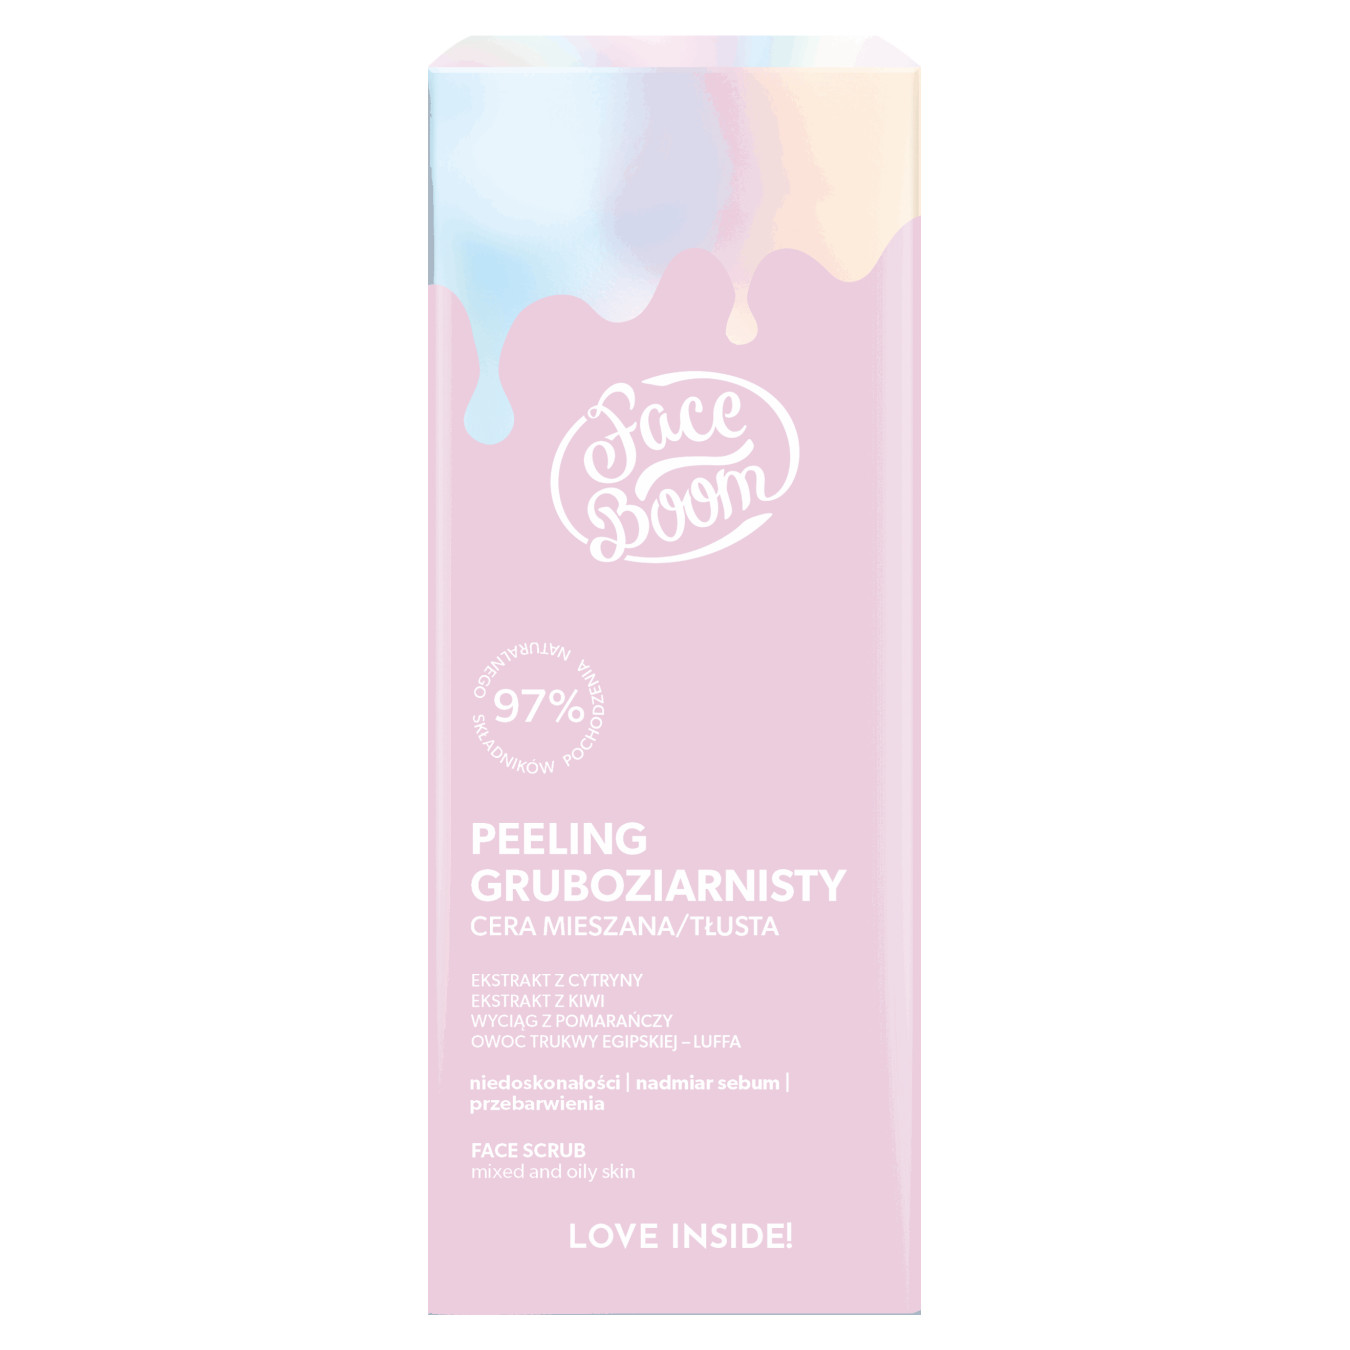 Face
Boom
97%
SKŁADNIKÓW POCHODZENIA NATURALNEGO
PEELING
GRUBOZIARNISTY
CERA MIESZANA/TŁUSTA
EKSTRAKT Z CYTRYNY
EKSTRAKT Z KIWI
WYCIĄG Z POMARAŃCZY
OWOC TRUKWY EGIPSKIEJ – LUFFA
niedoskonałości | nadmiar sebum |
przebarwienia
FACE SCRUB
mixed and oily skin
LOVE INSIDE!